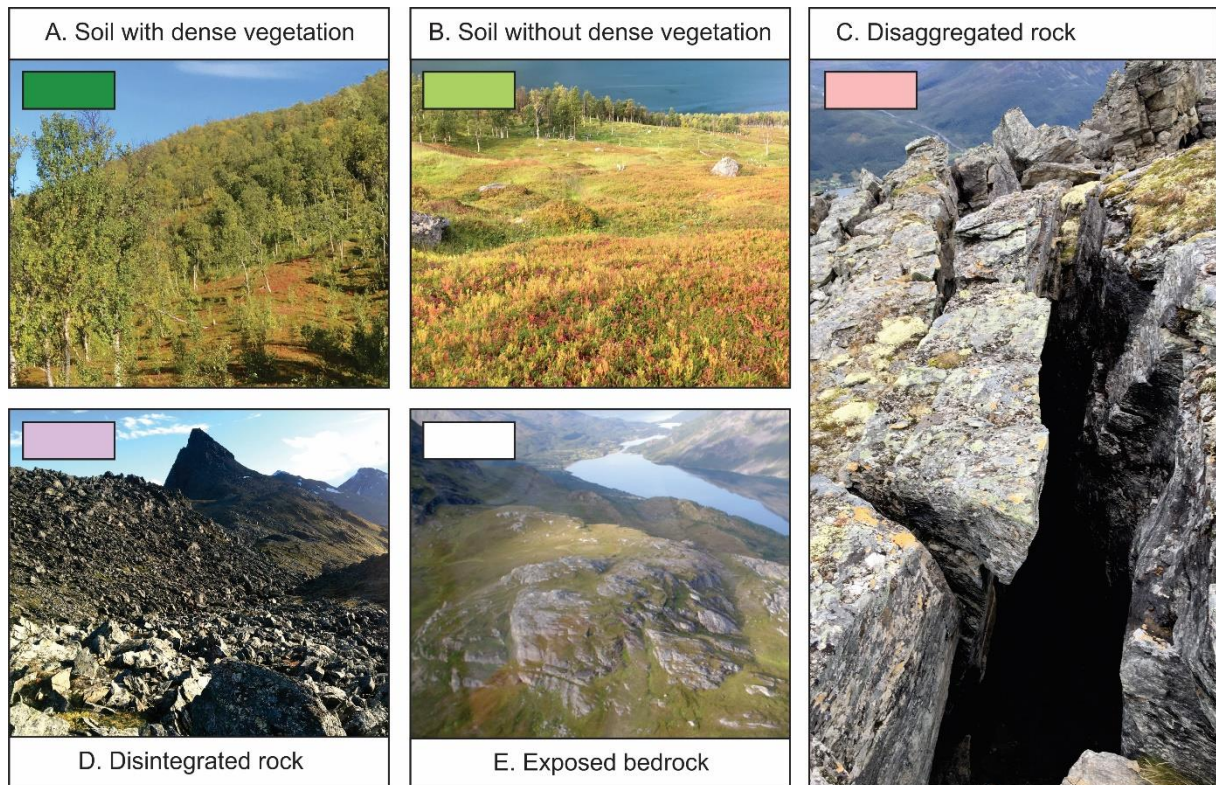 A. Soil with dense vegetation
B. Soil without dense vegetation
C. Disaggregated rock
D. Disintegrated rock
E. Exposed bedrock